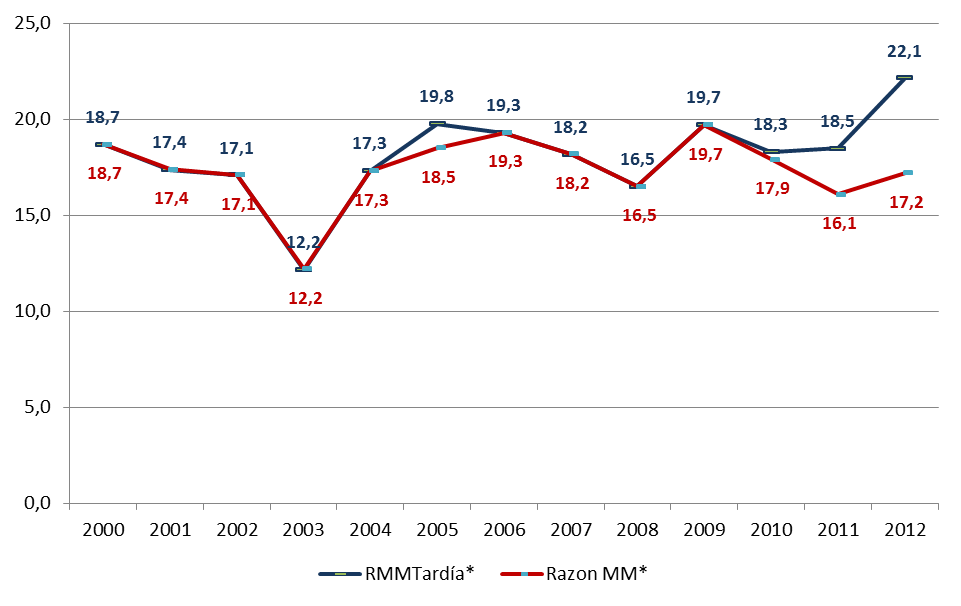 25,0
20,0
15,0
10,0
5,0
0,0
18,7 17,4 17,1 12,2 17,3 19,8 19,3 18,2 16,5 19,7 18,3 18,5 22,1
18,7 17,4 17,1 12,2 17,3 18,5 19,3 18,2 16,5 19,7 17,9 16,1 17,2
2000 2001 2002 2003 2004 2005 2006 2007 2008 2009 2010 2011 2012
RMMTardía* Razon MM*